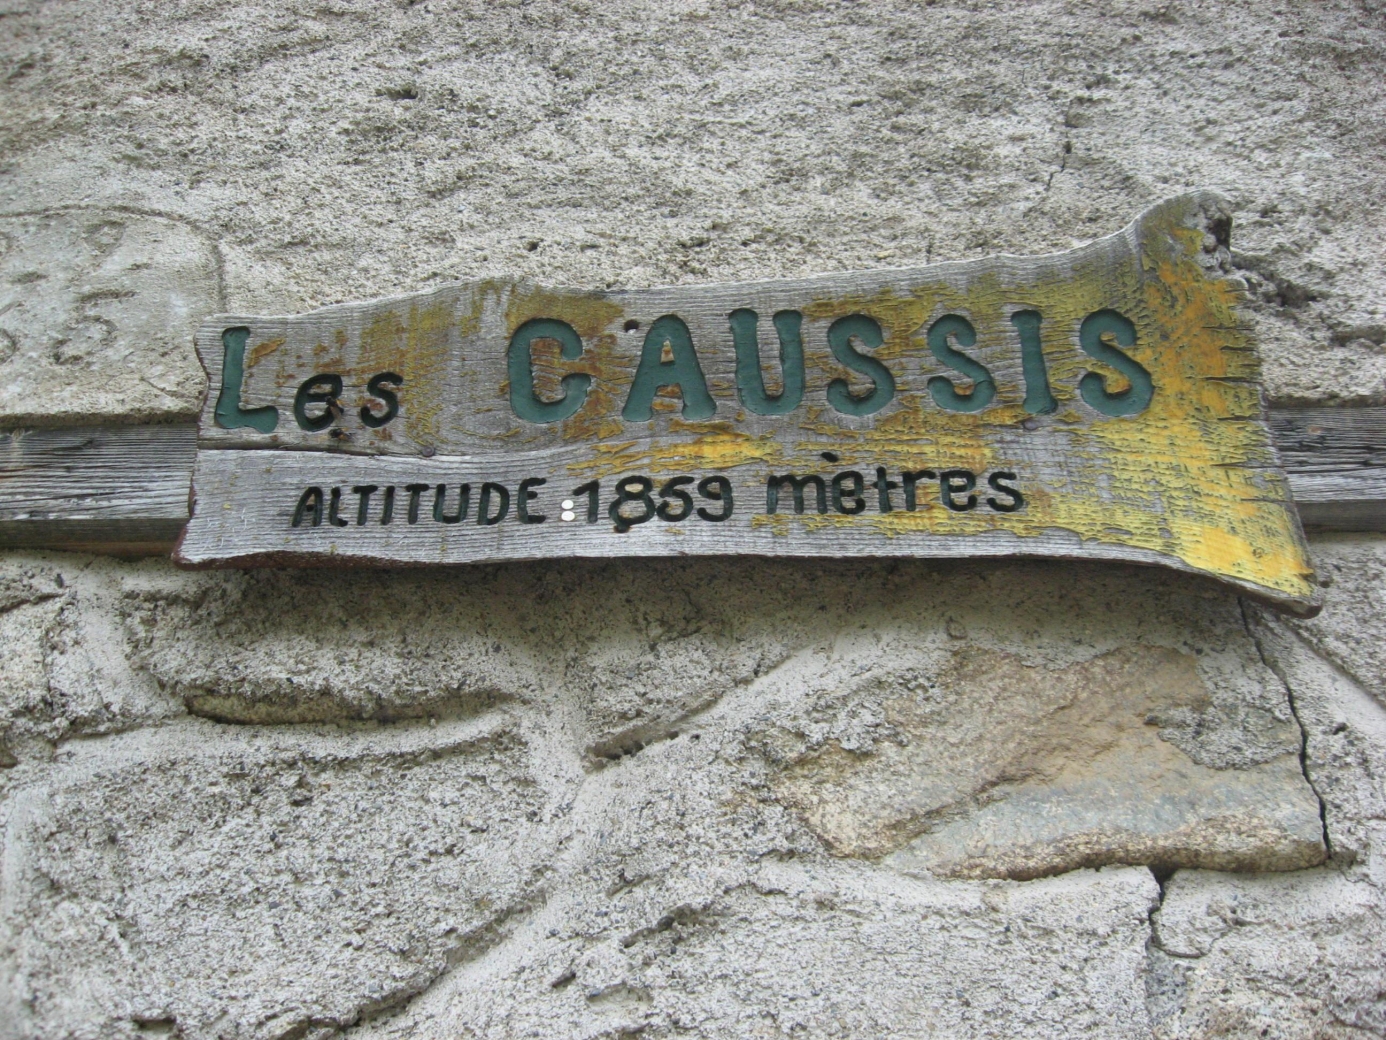 Les CAUSSIS
ALTITUDE : 1859 mètres